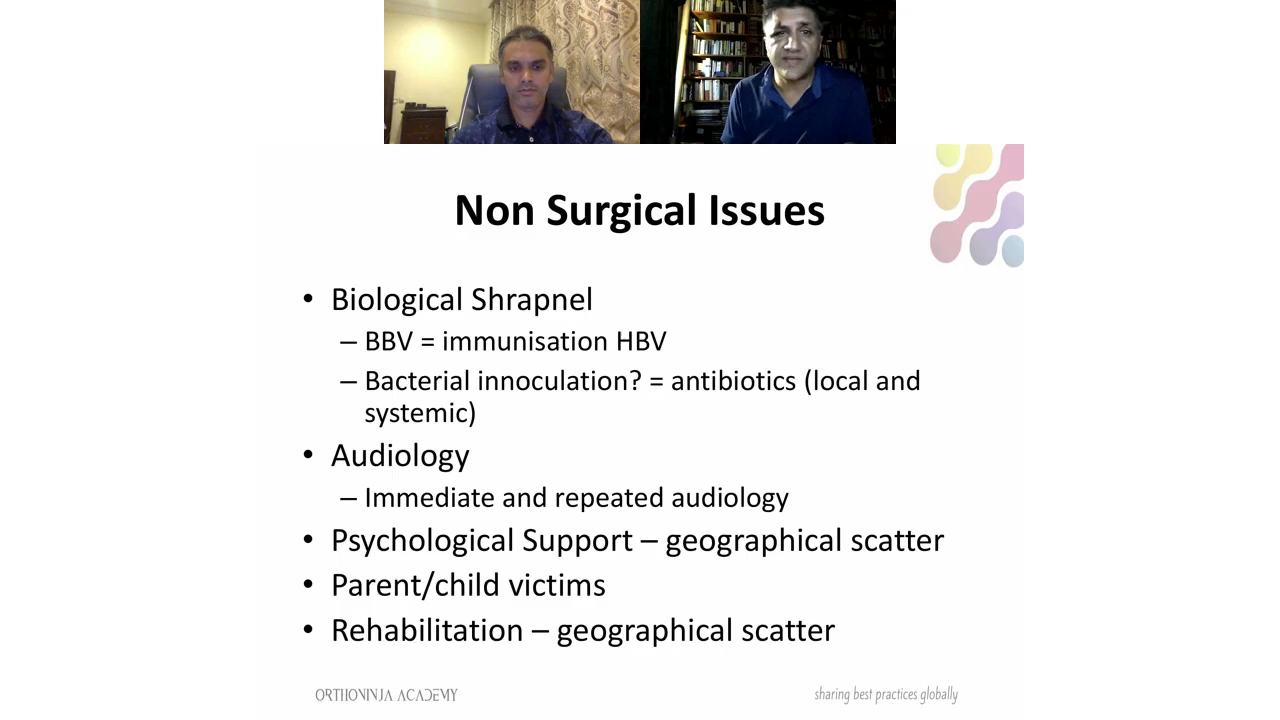 Non Surgical Issues
• Biological Shrapnel
– BBV = immunisation HBV
– Bacterial innoculation? = antibiotics (local and
systemic)
• Audiology
– Immediate and repeated audiology
• Psychological Support – geographical scatter
• Parent/child victims
• Rehabilitation – geographical scatter
ORTHONINJA ACADEMY
sharing best practices globally